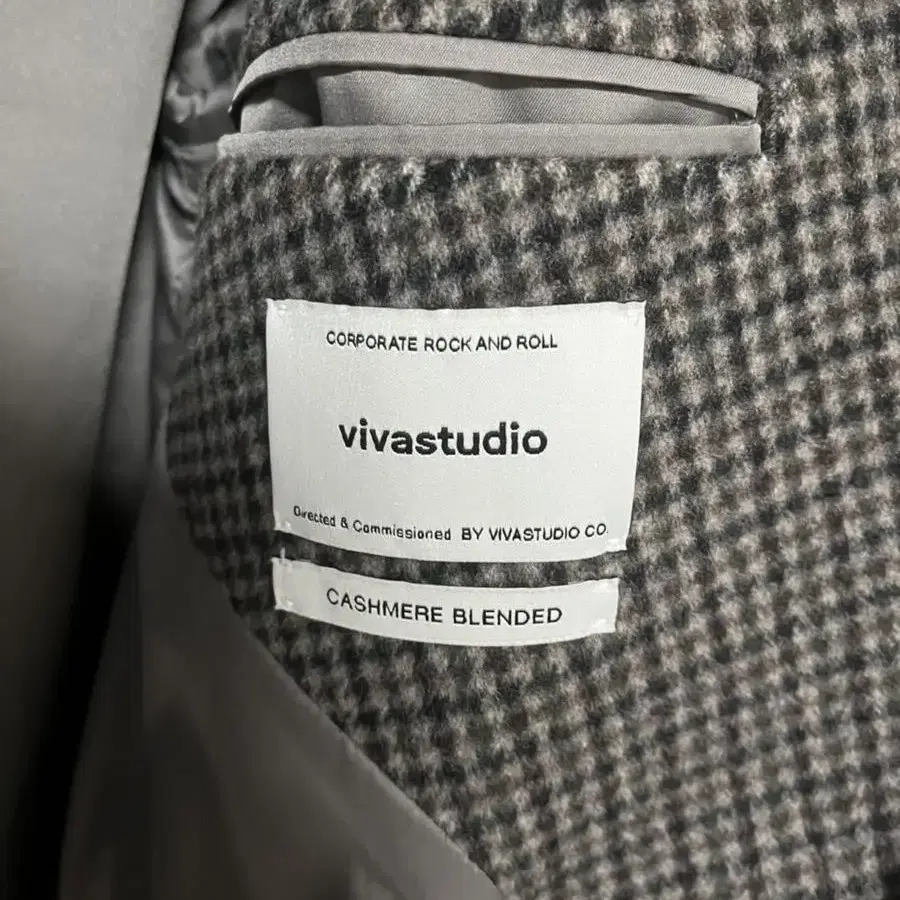 CORPORATE ROCK AND ROLL
vivastudio
Directed & Commissioned BY VIVASTUDIO CO.
CASHMERE BLENDED